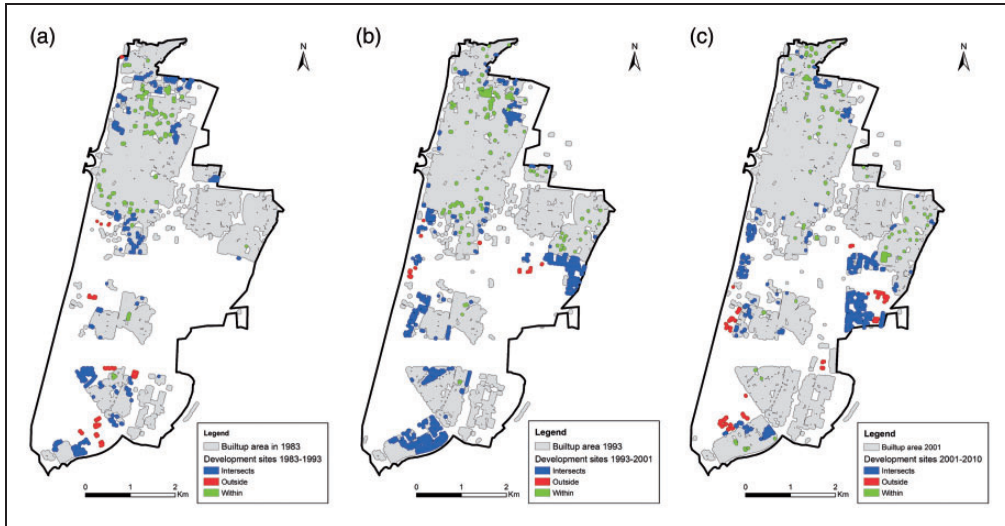 (a)
N
Legend
Builtup area in 1983
Development sites 1983-1993
Intersects
Outside
Within
0 1 2
Km
(b)
N
Legend
Builtup area 1993
Development sites 1993-2001
Intersects
Outside
Within
0 1 2
Km
(c)
N
Legend
Builtup area 2001
Development sites 2001-2010
Intersects
Outside
Within
0 1 2
Km